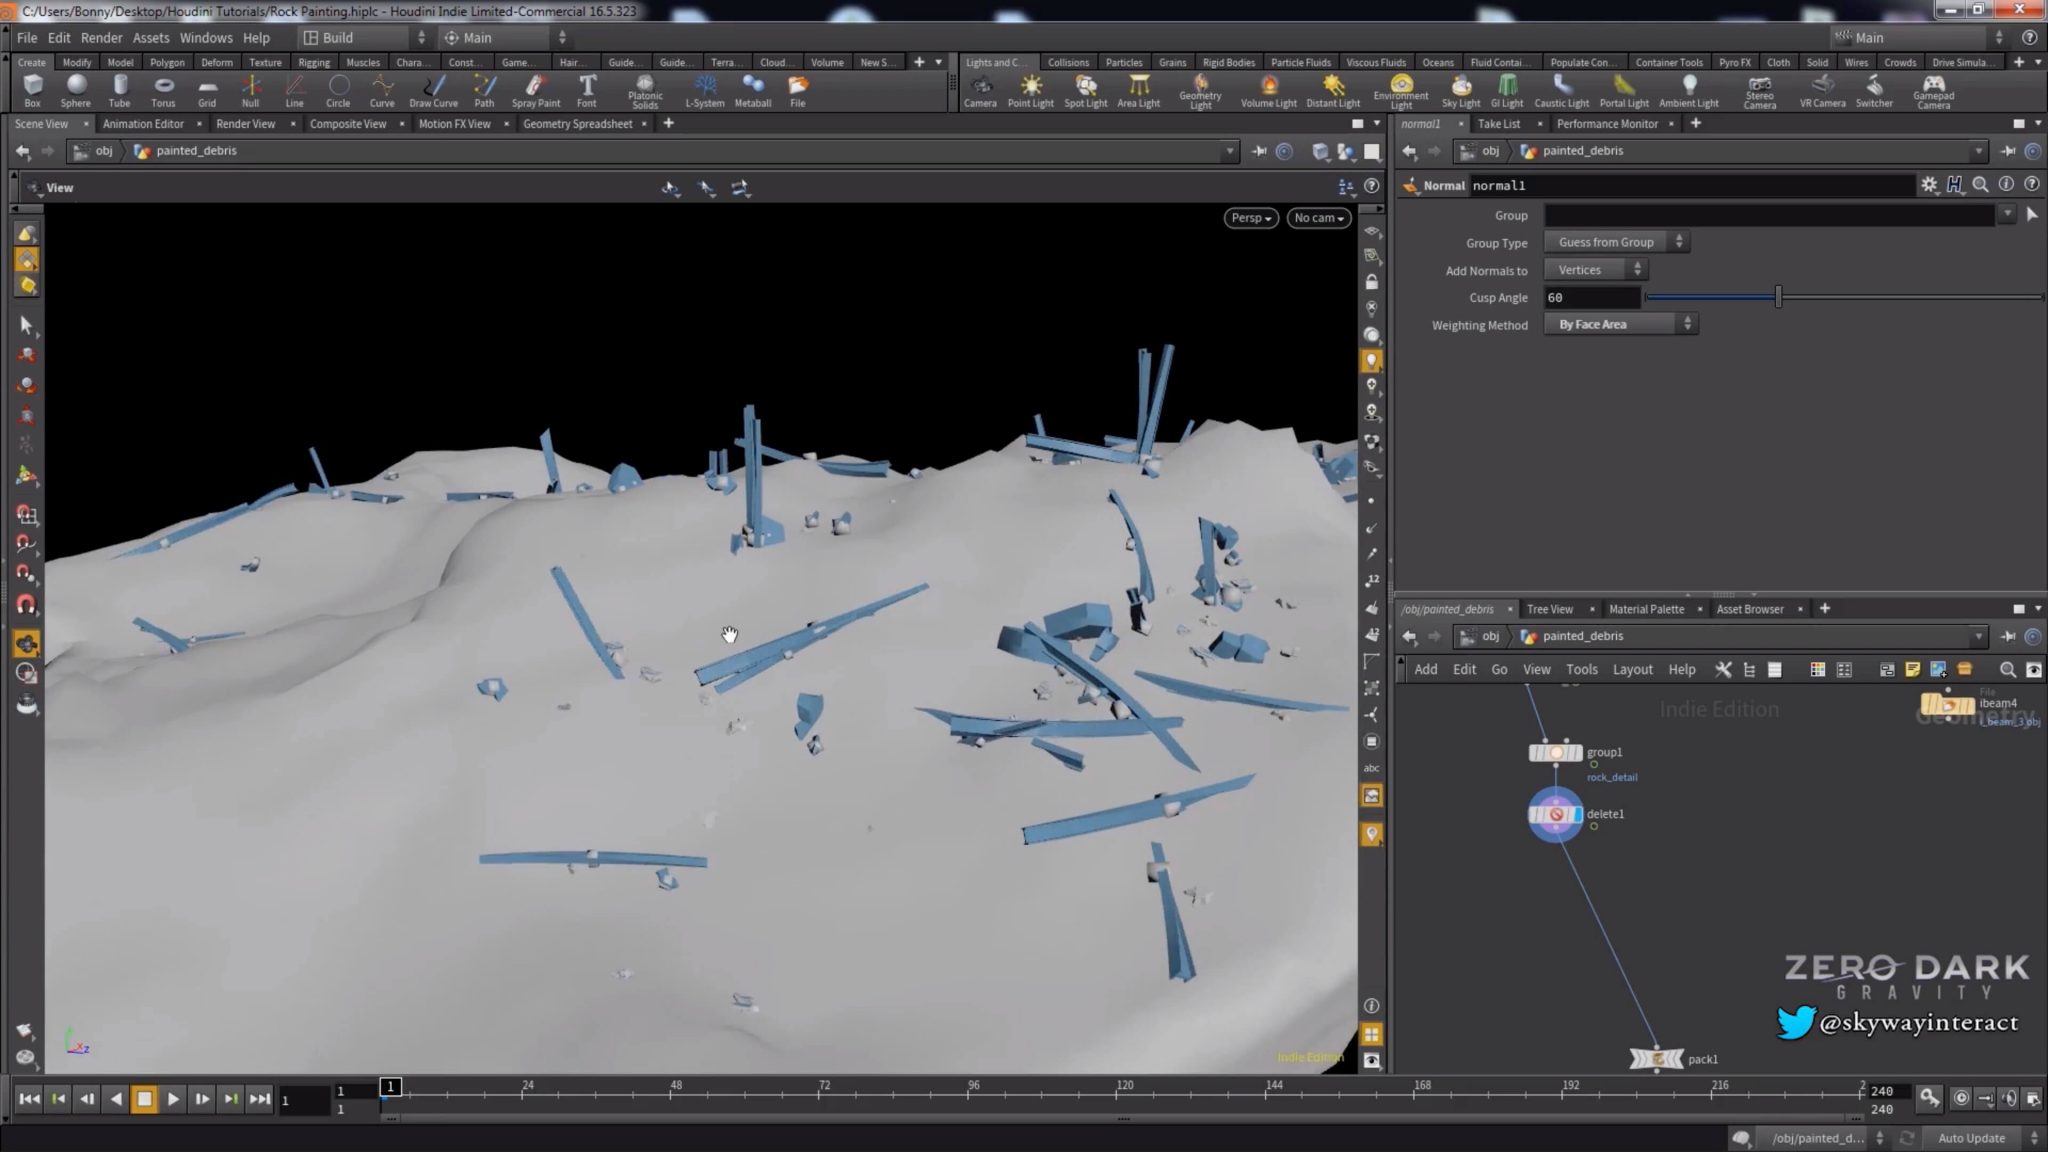 C:/Users/Bonny/Desktop/Houdini Tutorials/Rock Painting.hiplc - Houdini Indie Limited-Commercial 16.5.323
File Edit Render Assets Windows Help Build Main Main
Create Modify Model Polygon Deform Texture Rigging Muscles Chara... Const... Hair... Guide... Guide... Terra... Cloud... Volume New S... Lights and C... Collisions Particles Grains Rigid Bodies Particle Fluids Viscous Fluids Oceans Fluid Contai... Populate Con... Container Tools Pyro FX Cloth Solid Wires Crowds Drive Simula...
Box Sphere Tube Torus Grid Null Line Circle Curve Draw Curve Path Spray Paint Font Platonic Solids L-System Metaball File Camera Point Light Spot Light Area Light Geometry Light Volume Light Distant Light Environment Light Sky Light GI Light Caustic Light Portal Light Ambient Light Stereo Camera VR Camera Switcher Gamepad Camera
Scene View Animation Editor Render View Composite View Motion FX View Geometry Spreadsheet normal1 Take List Performance Monitor
obj painted_debris obj painted_debris
View Normal normal1
Persp No cam
Group
Group Type Guess from Group
Add Normals to Vertices
Cusp Angle 60
Weighting Method By Face Area
/obj/painted_debris Tree View Material Palette Asset Browser
obj painted_debris
Add Edit Go View Tools Layout Help
Indie Edition
File
ibeam4
Geometry
i_beam_3.obj
group1
rock_detail
delete1
pack1
ZERO DARK
GRAVITY
@skywayinteract
12
12
abc
Indie Edition
1 1 1 24 48 72 96 120 144 168 192 216 2 240
1 240
/obj/painted_d... Auto Update